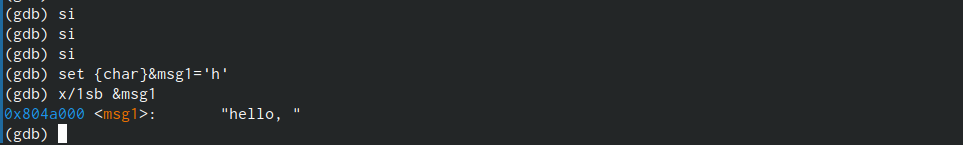 (gdb) si
(gdb) si
(gdb) si
(gdb) set {char}&msg1='h'
(gdb) x/1sb &msg1
0x804a000 <msg1>:       "hello, "
(gdb)